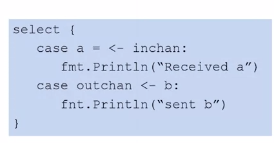 select {
case a = <- inchan:
fmt.Println(“Received a”)
case outchan <- b:
fnt.Println(“sent b”)
}